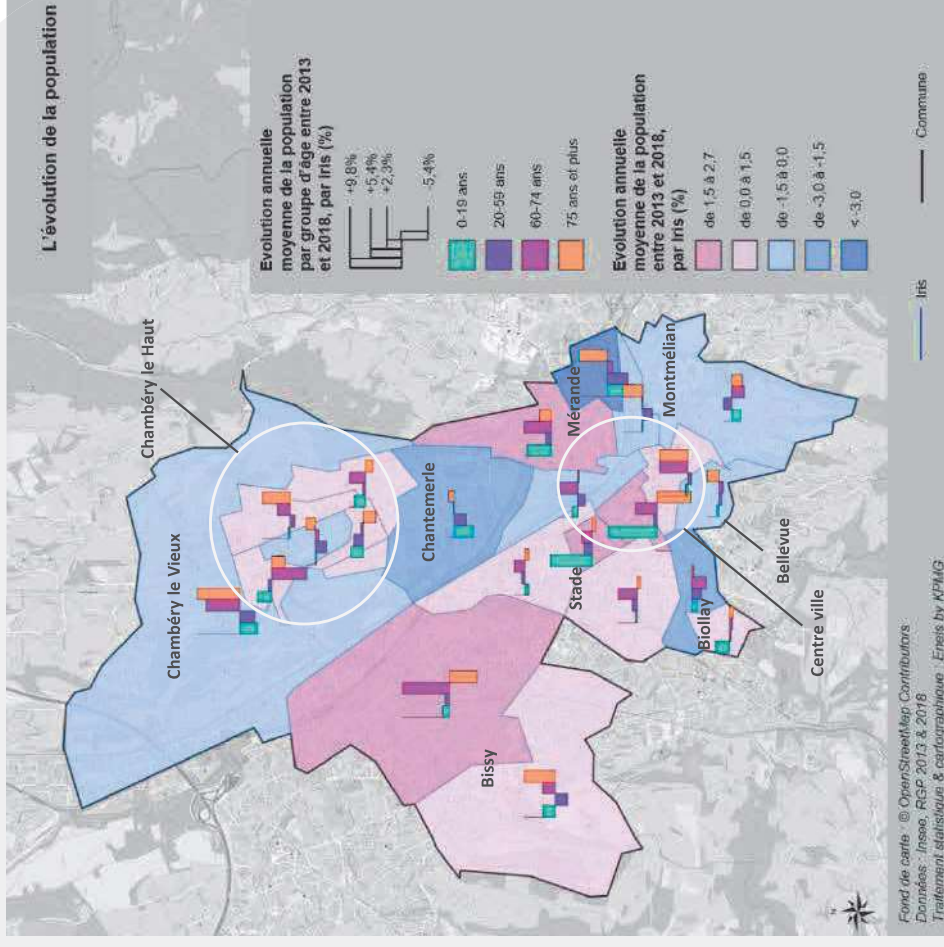 L'évolution de la population
Evolution annuelle
moyenne de la population
par groupe d'âge entre 2013
et 2018, par Iris (%)
+9,8%
+5,4%
+2,3%
-5,4%
0-19 ans
20-59 ans
60-74 ans
75 ans et plus
Evolution annuelle
moyenne de la population
entre 2013 et 2018,
par Iris (%)
de 1,5 à 2,7
de 0,0 à 1,5
de -1,5 à 0,0
de -3,0 à -1,5
<-3.0
Iris
Commune
Chambéry le Haut
Chambéry le Vieux
Chantemerle
Mérande
Montmélian
Stade
Bissy
Biollay
Bellevue
Centre ville
N
Fond de carte : © OpenStreetMap Contributors
Données : Insee, RGP 2013 & 2018
Traitement statistique & cartographique : Eneis by KPMG